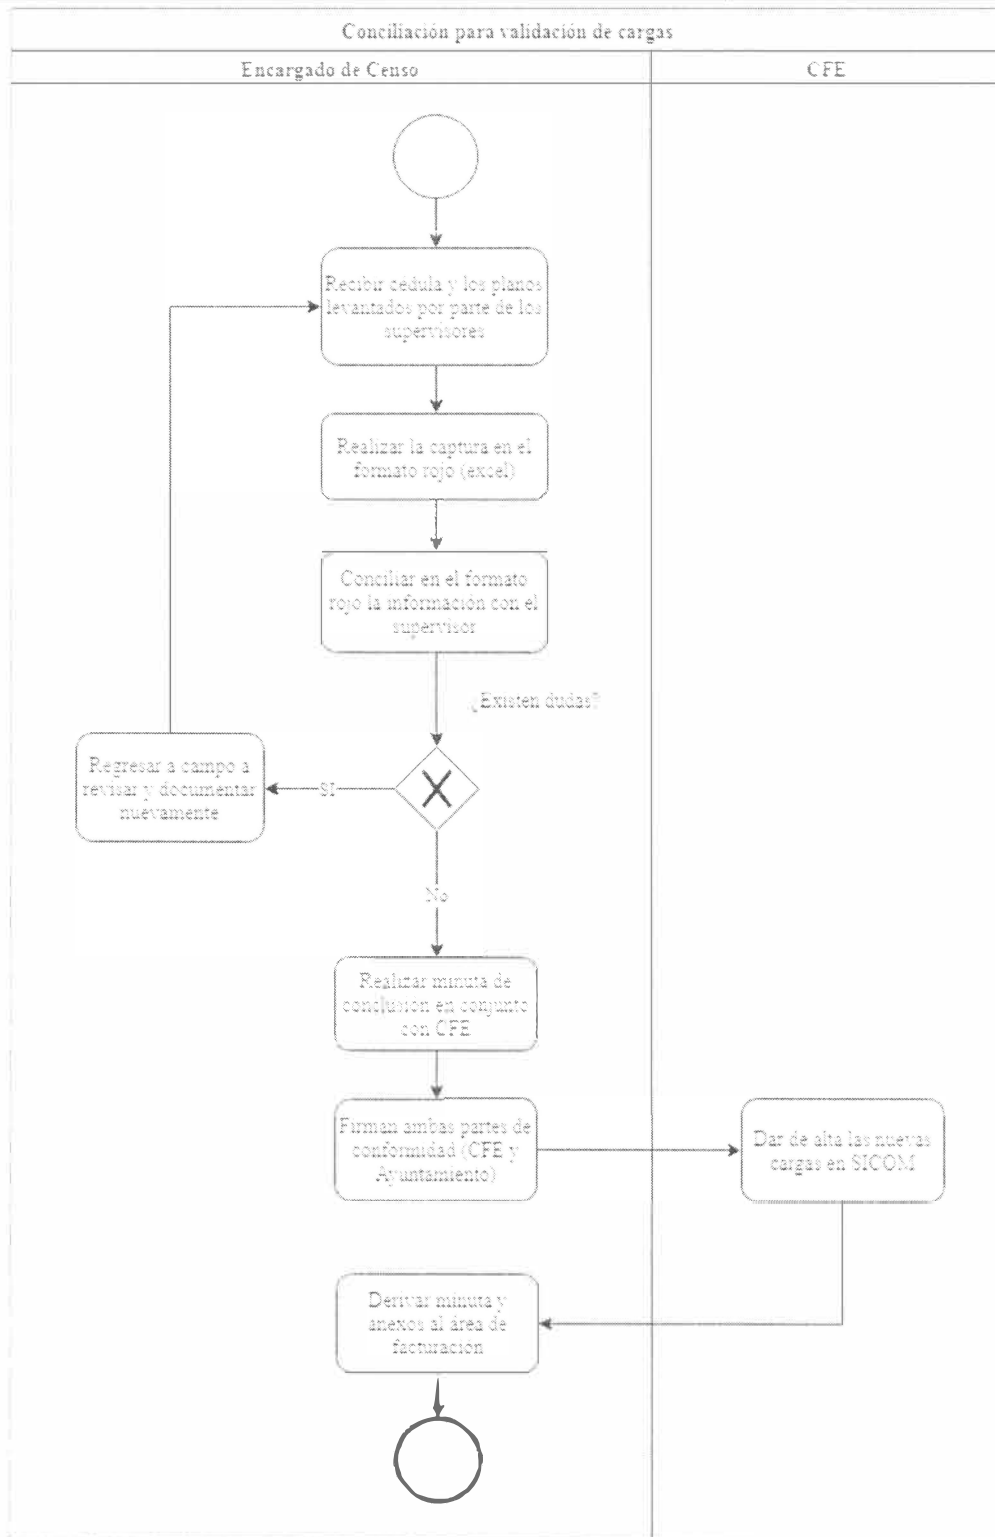 Conciliación para validación de cargas
Encargado de Censo
CFE
Recibir cédula y los planos
levantados por parte de los
supervisores
Realizar la captura en el
formato rojo (excel)
Conciliar en el formato
rojo la información con el
supervisor
¿Existen dudas?
Regresar a campo a
revisar y documentar
nuevamente
SI
No
Realizar minuta de
conclusión en conjunto
con CFE
Firman ambas partes de
conformidad (CFE y
Ayuntamiento)
Dar de alta las nuevas
cargas en SICOM
Derivar minuta y
anexos al área de
facturación